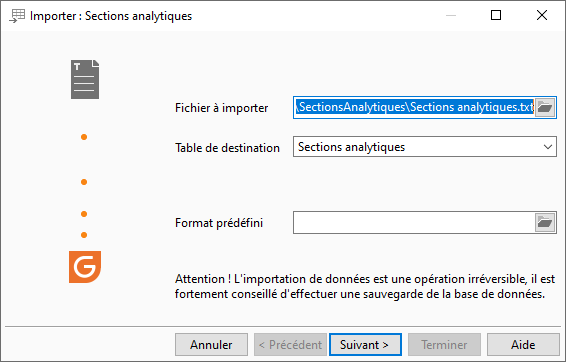 Importer : Sections analytiques
T
Fichier à importer
\SectionsAnalytiques\Sections analytiques.txt
Table de destination
Sections analytiques
Format prédéfini
G
Attention ! L'importation de données est une opération irréversible, il est
fortement conseillé d'effectuer une sauvegarde de la base de données.
Annuler
< Précédent
Suivant >
Terminer
Aide